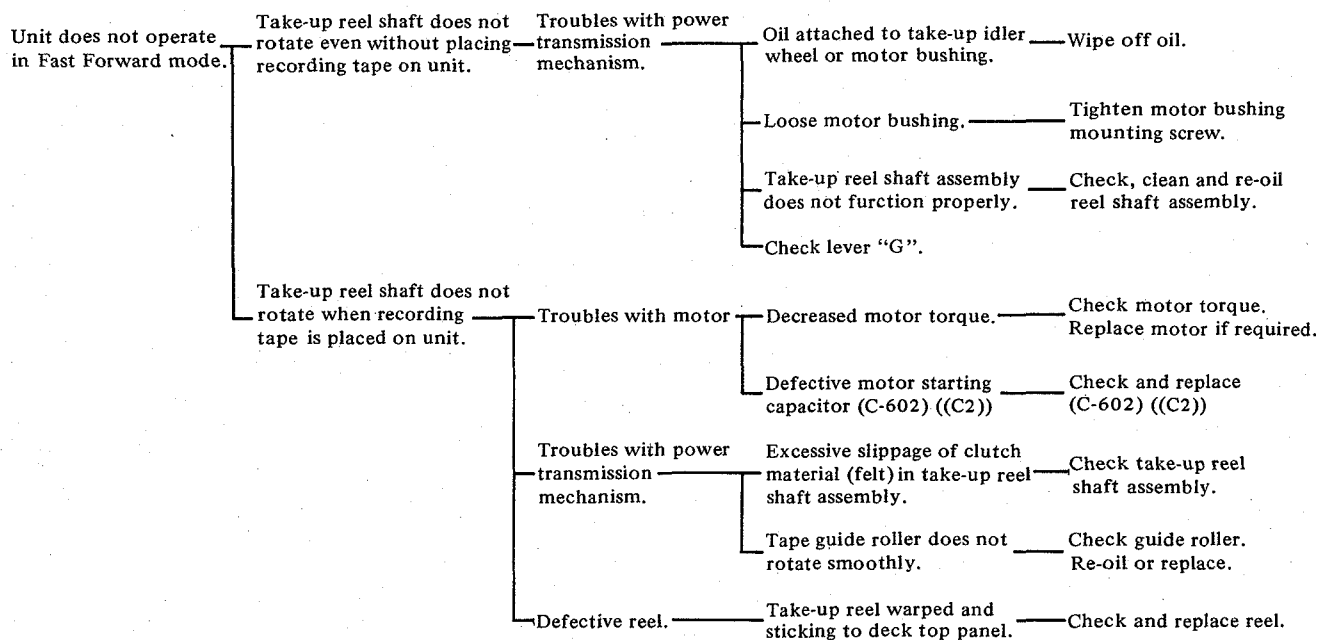 Unit does not operate
in Fast Forward mode.
Take-up reel shaft does not
rotate even without placing
recording tape on unit.
Troubles with power
transmission
mechanism.
Oil attached to take-up idler
wheel or motor bushing.
Wipe off oil.
Loose motor bushing.
Tighten motor bushing
mounting screw.
Take-up reel shaft assembly
does not furction properly.
Check, clean and re-oil
reel shaft assembly.
Check lever “G”.
Take-up reel shaft does not
rotate when recording
tape is placed on unit.
Troubles with motor
Decreased motor torque.
Check motor torque.
Replace motor if required.
Defective motor starting
capacitor (C-602) ((C2))
Check and replace
(C-602) ((C2))
Troubles with power
transmission
mechanism.
Excessive slippage of clutch
material (felt) in take-up reel
shaft assembly.
Check take-up reel
shaft assembly.
Tape guide roller does not
rotate smoothly.
Check guide roller.
Re-oil or replace.
Defective reel.
Take-up reel warped and
sticking to deck top panel.
Check and replace reel.